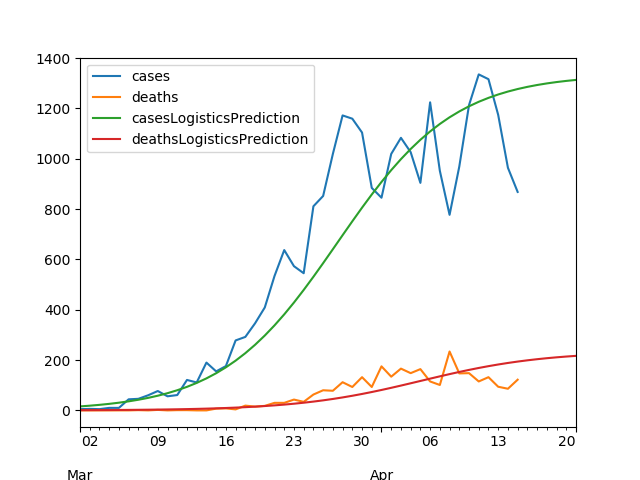 1400
1200
1000
800
600
400
200
0
cases
deaths
casesLogisticsPrediction
deathsLogisticsPrediction
02 09 16 23 30 06 13 20
Mar Apr